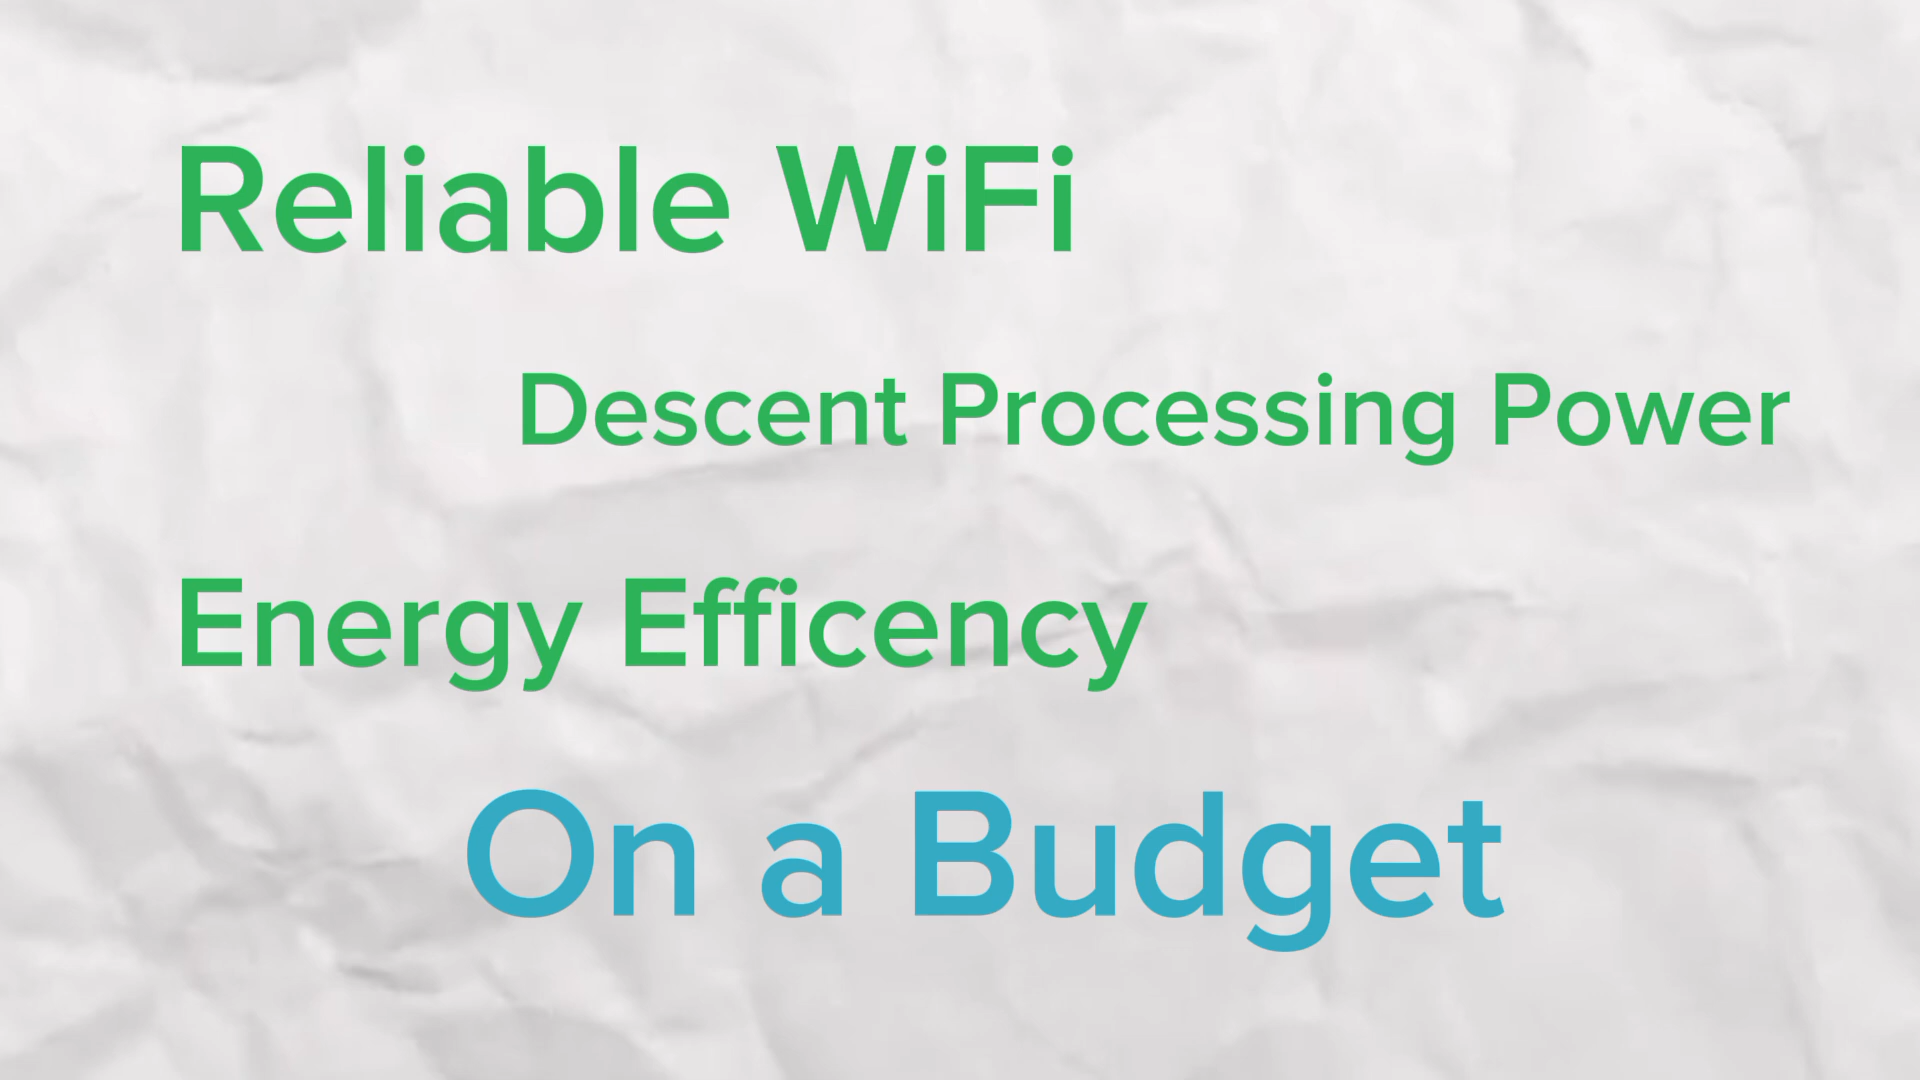 Reliable WiFi
Descent Processing Power
Energy Efficency
On a Budget